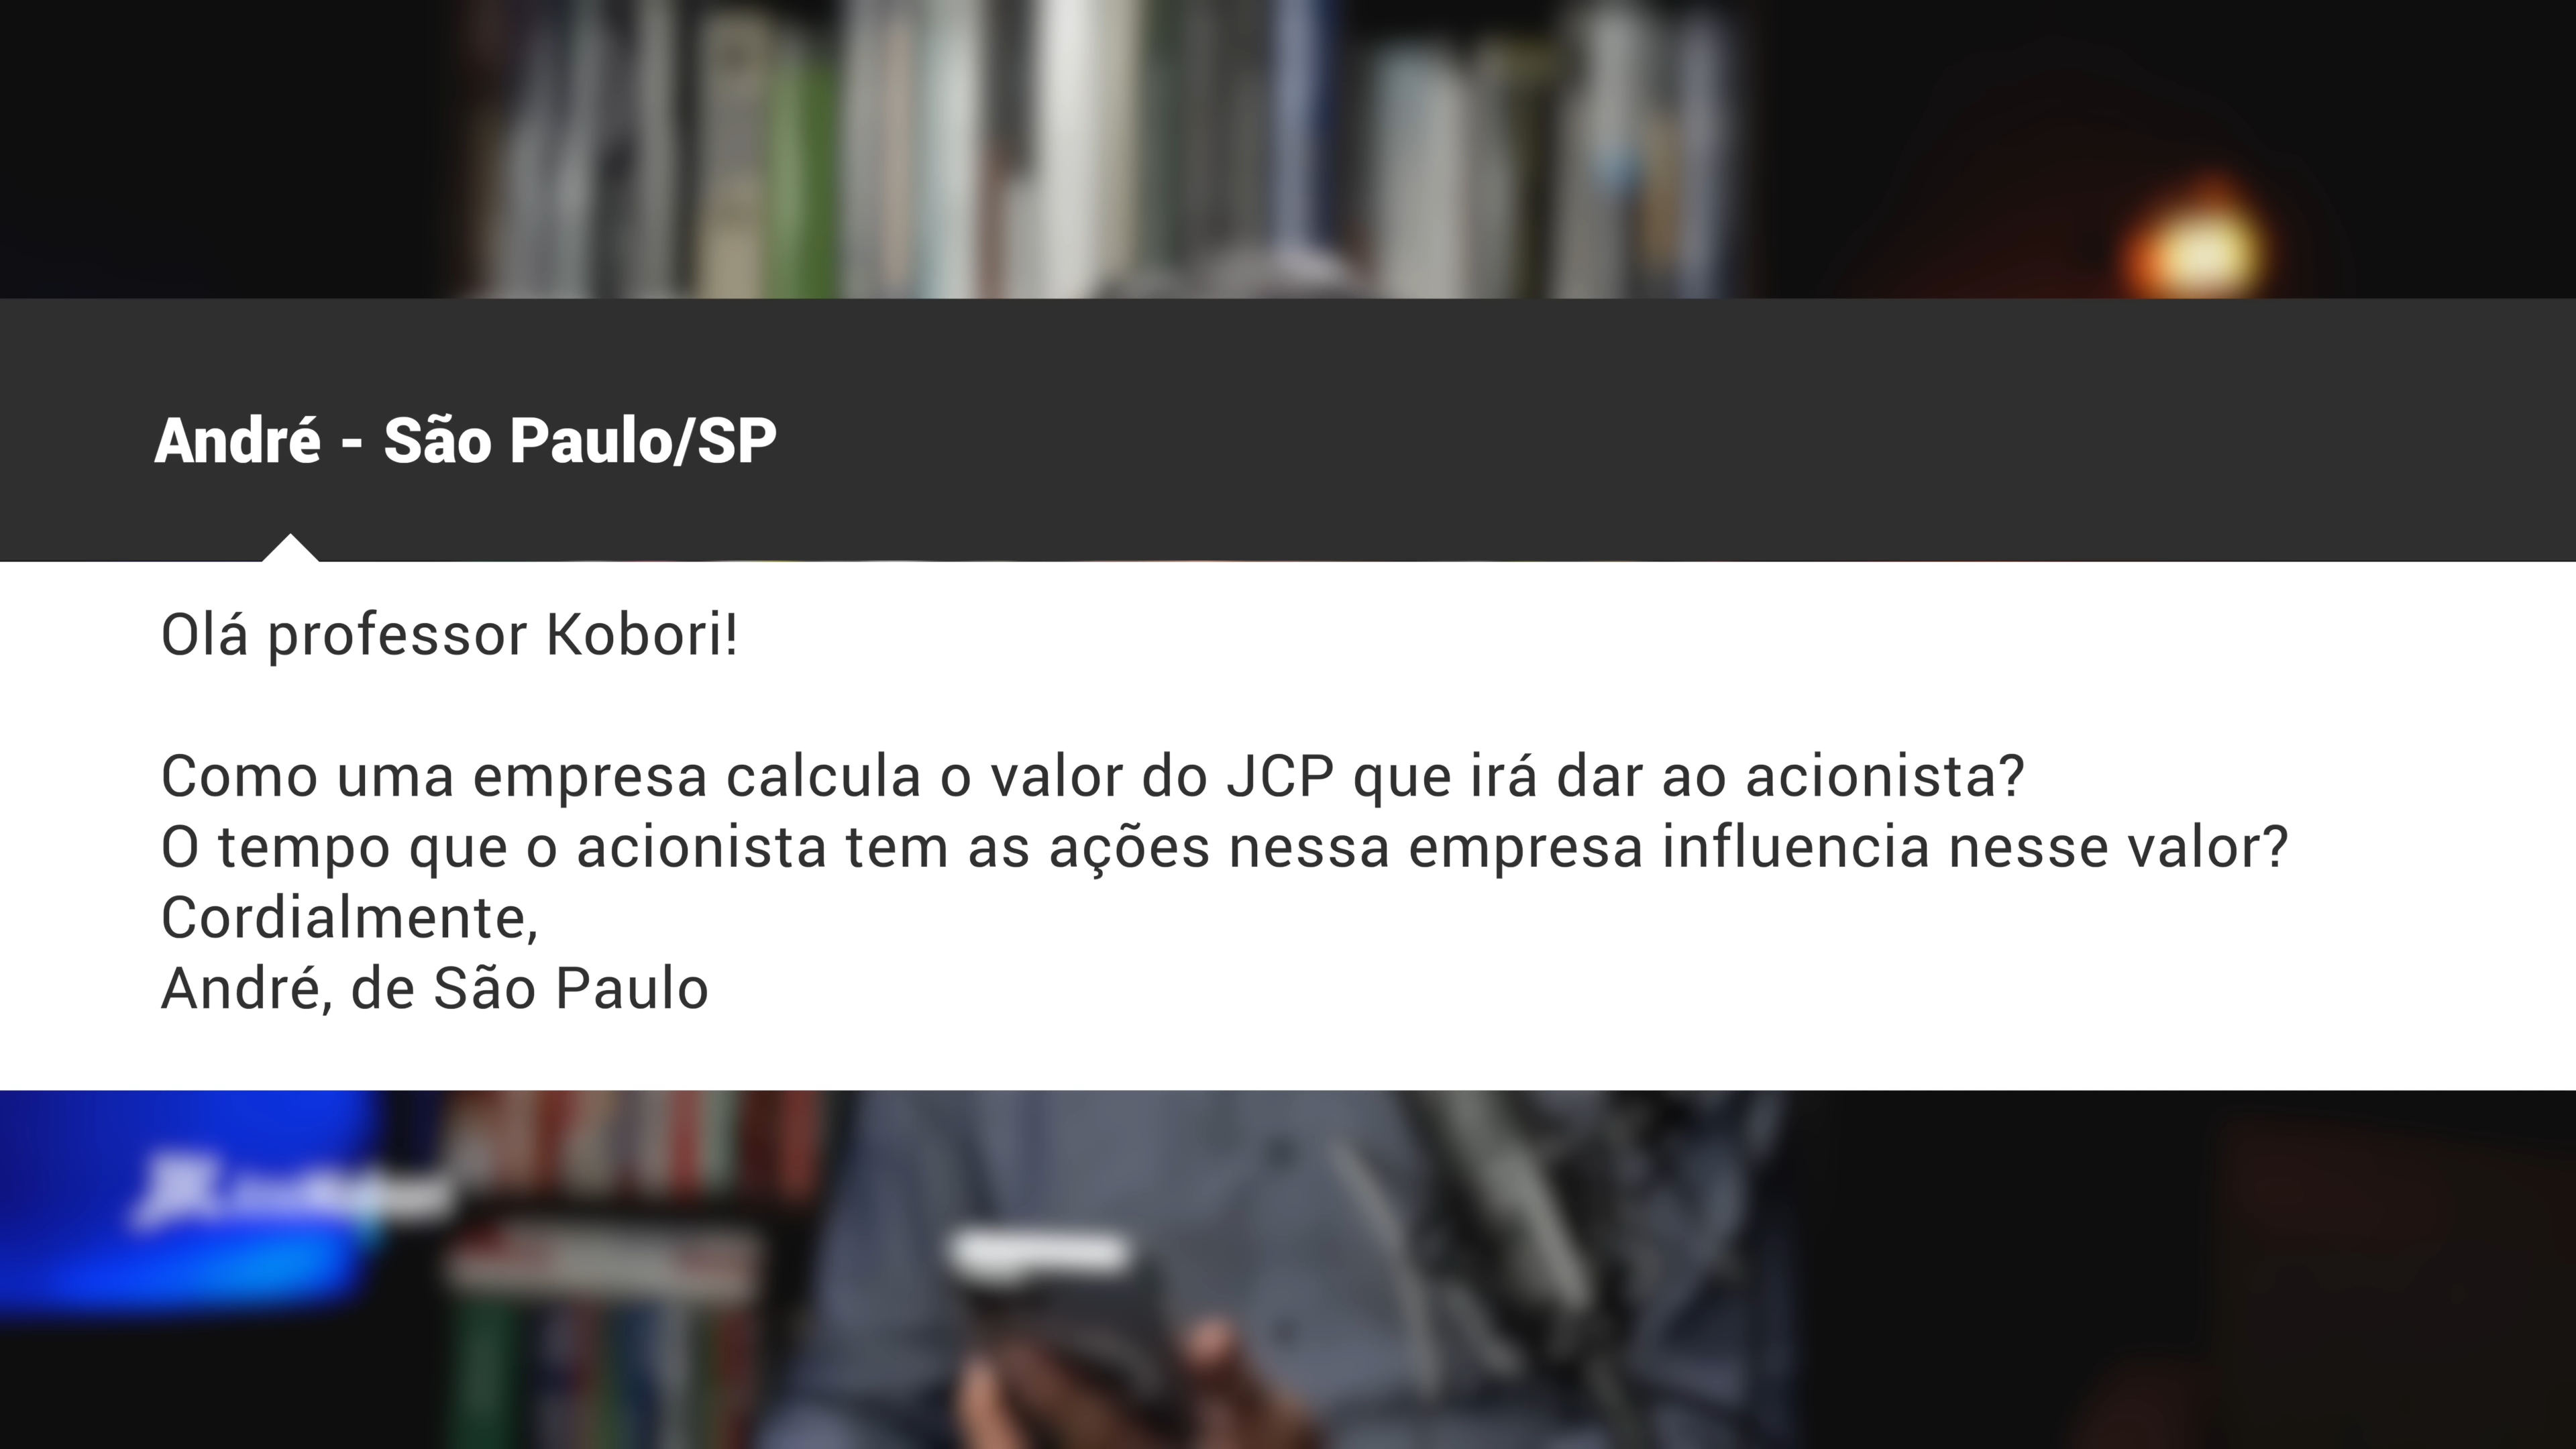 André - São Paulo/SP
Olá professor Kobori!
Como uma empresa calcula o valor do JCP que irá dar ao acionista?
O tempo que o acionista tem as ações nessa empresa influencia nesse valor?
Cordialmente,
André, de São Paulo